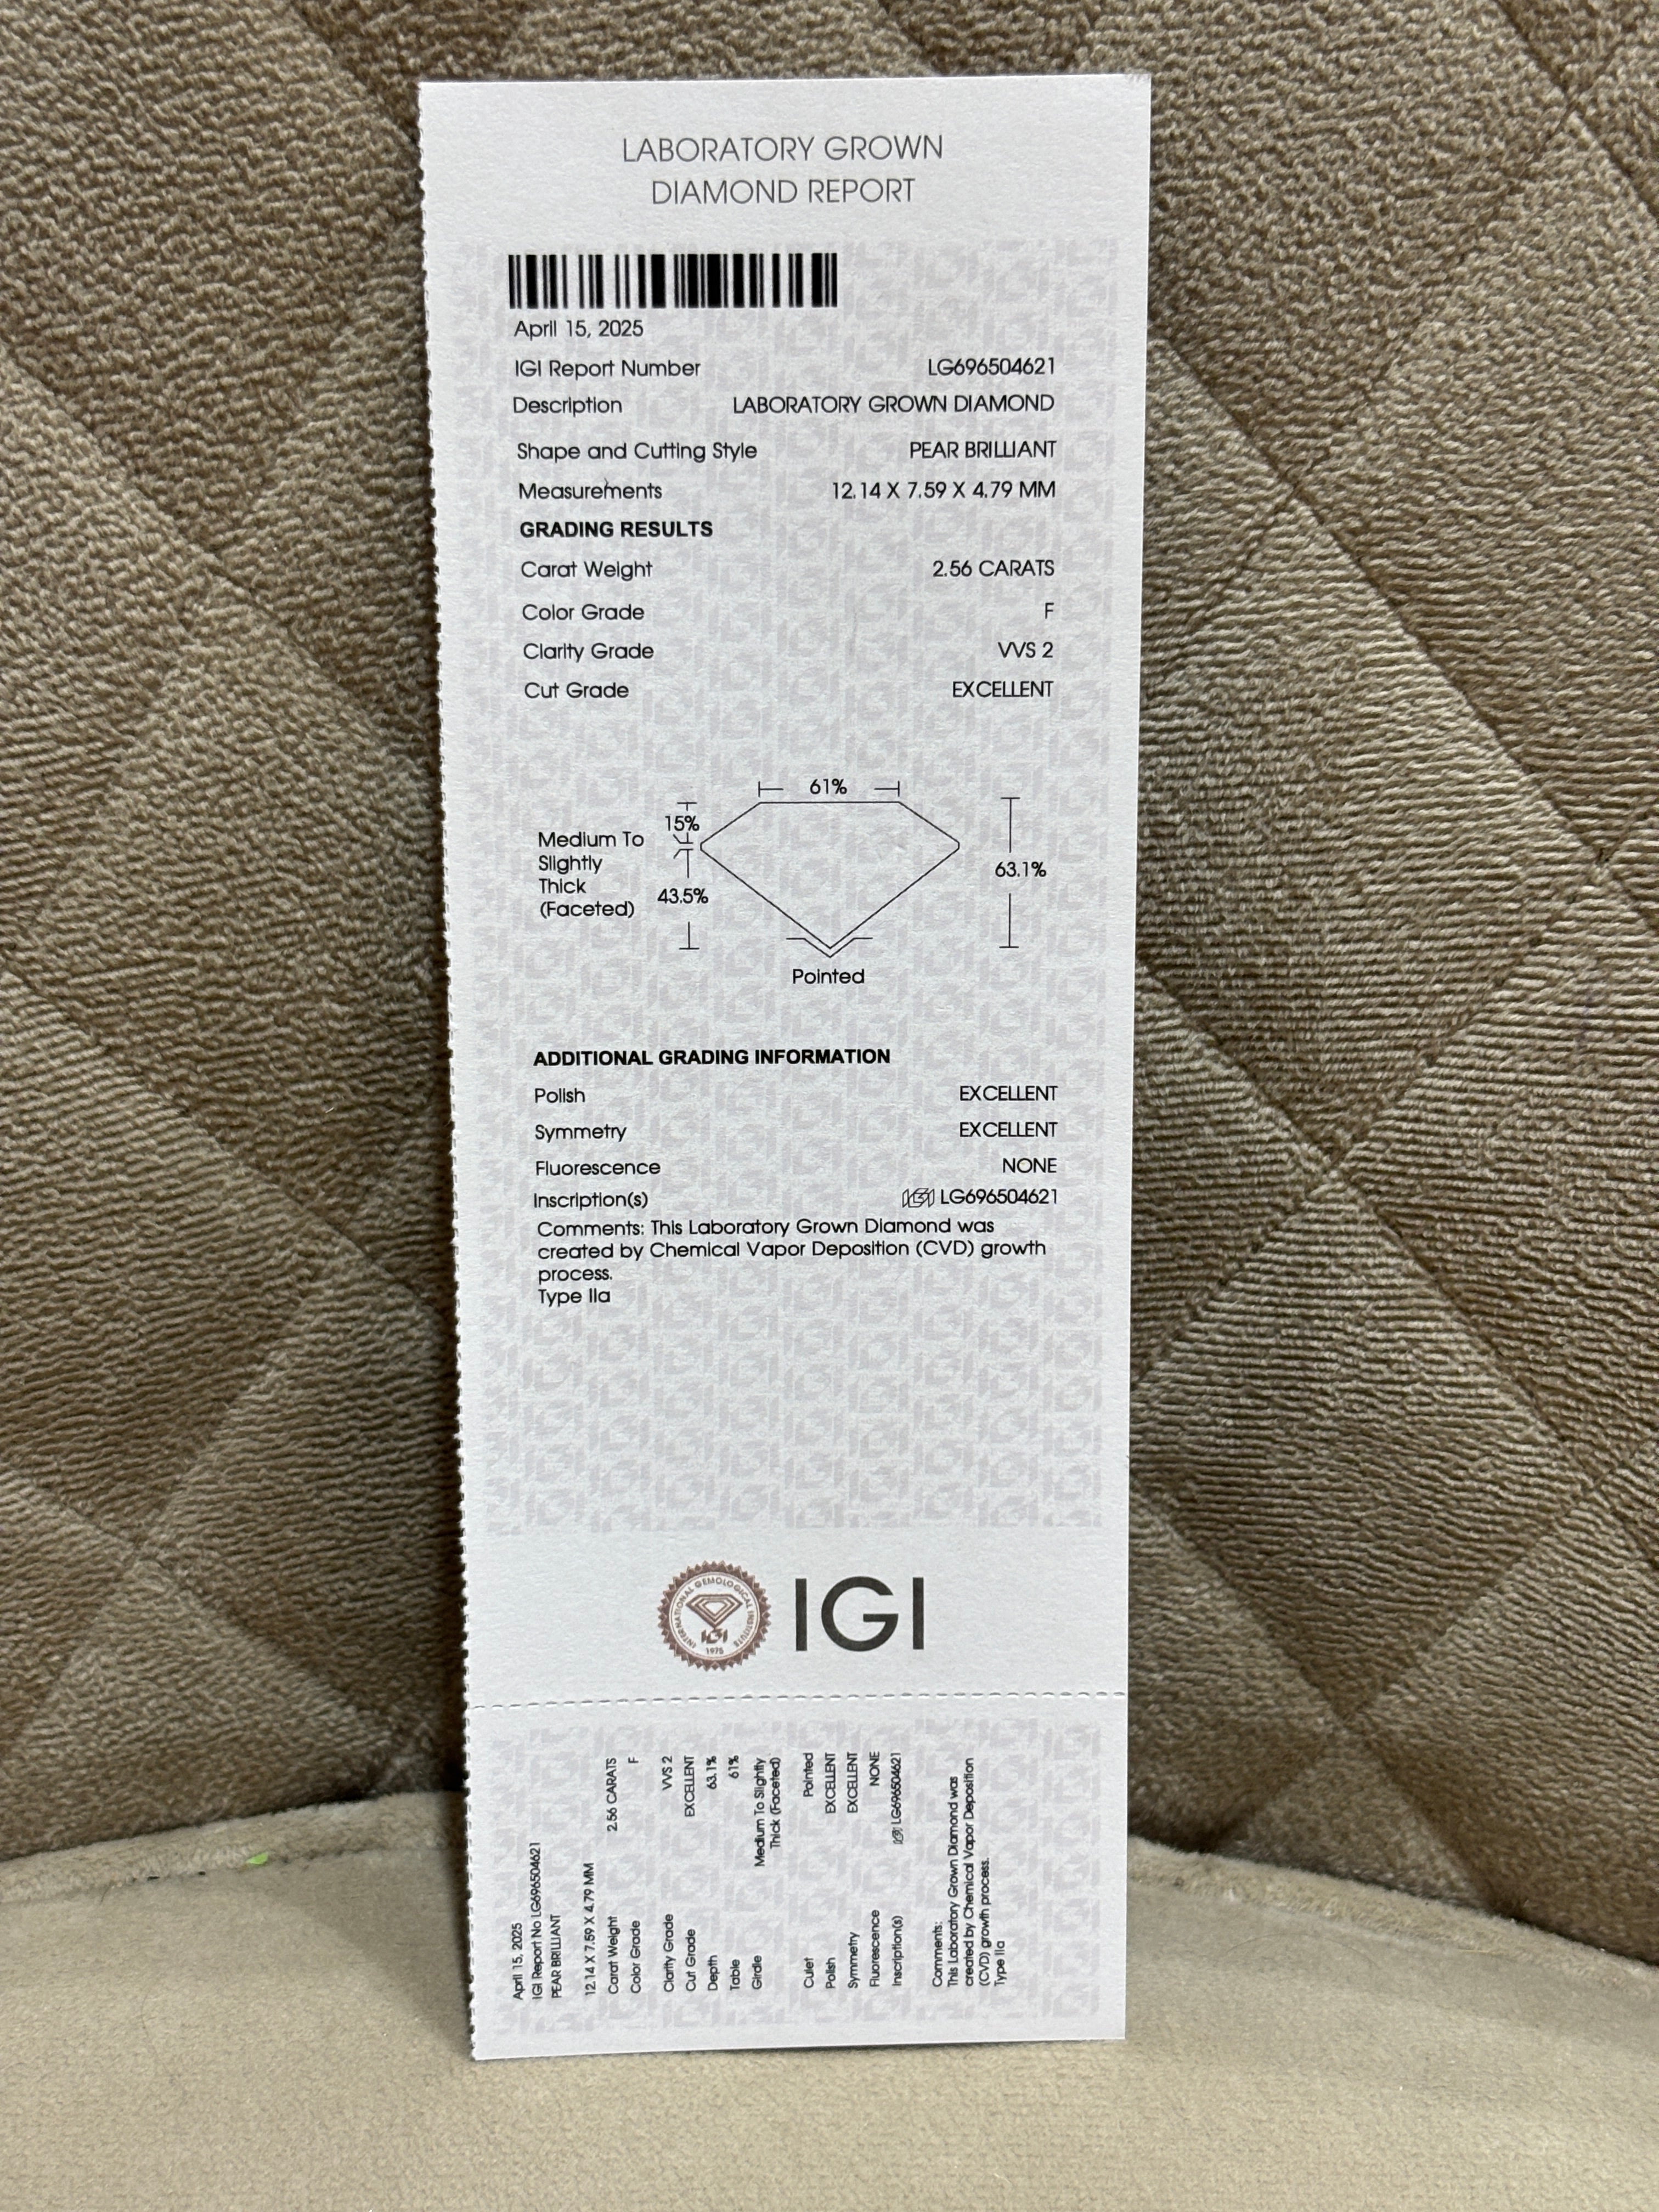 LABORATORY GROWN
DIAMOND REPORT
April 15, 2025
IGI Report Number LG696504621
Description LABORATORY GROWN DIAMOND
Shape and Cutting Style PEAR BRILLIANT
Measurements 12.14 X 7.59 X 4.79 MM
GRADING RESULTS
Carat Weight 2.56 CARATS
Color Grade F
Clarity Grade VVS 2
Cut Grade EXCELLENT
61%
15%
Medium To
Slightly
Thick
(Faceted)
43.5%
63.1%
Pointed
ADDITIONAL GRADING INFORMATION
Polish EXCELLENT
Symmetry EXCELLENT
Fluorescence NONE
Inscription(s) IGI LG696504621
Comments: This Laboratory Grown Diamond was
created by Chemical Vapor Deposition (CVD) growth
process.
Type IIa
INTERNATIONAL GEMOLOGICAL INSTITUTE
IGI
1975
IGI
April 15, 2025
IGI Report No LG696504621
PEAR BRILLIANT
12.14 X 7.59 X 4.79 MM
Carat Weight 2.56 CARATS
Color Grade F
Clarity Grade VVS 2
Cut Grade EXCELLENT
Depth 63.1%
Table 61%
Girdle Medium To Slightly
Thick (Faceted)
Culet Pointed
Polish EXCELLENT
Symmetry EXCELLENT
Fluorescence NONE
Inscription(s) IGI LG696504621
Comments:
This Laboratory Grown Diamond was
created by Chemical Vapor Deposition
(CVD) growth process.
Type IIa